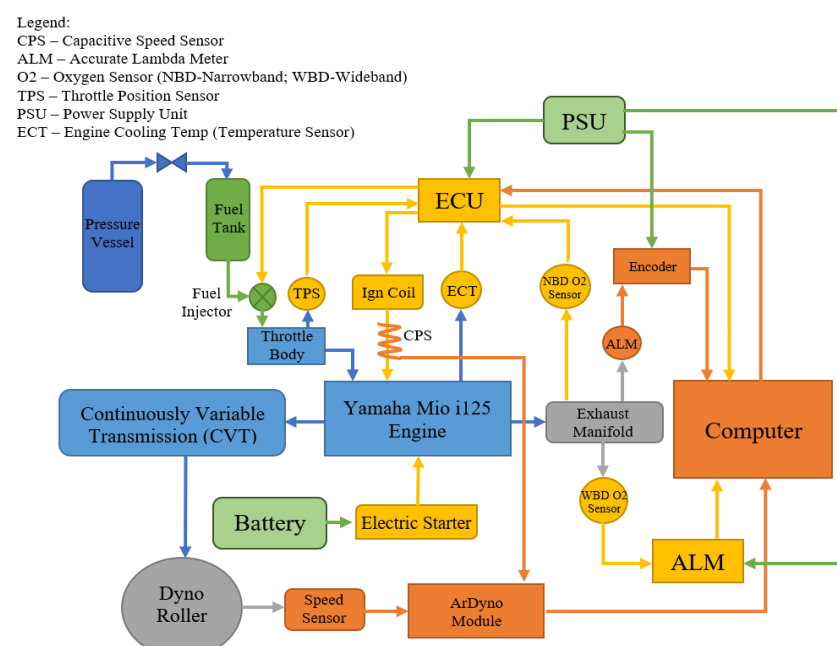 Legend:
CPS – Capacitive Speed Sensor
ALM – Accurate Lambda Meter
O2 – Oxygen Sensor (NBD-Narrowband; WBD-Wideband)
TPS – Throttle Position Sensor
PSU – Power Supply Unit
ECT – Engine Cooling Temp (Temperature Sensor)
PSU
Pressure
Vessel
Fuel
Tank
ECU
Fuel
Injector
TPS
Ign Coil
ECT
NBD O2
Sensor
Encoder
Throttle
Body
CPS
ALM
Continuously Variable
Transmission (CVT)
Yamaha Mio i125
Engine
Exhaust
Manifold
Computer
Battery
Electric Starter
WBD O2
Sensor
ALM
Dyno
Roller
Speed
Sensor
ArDyno
Module